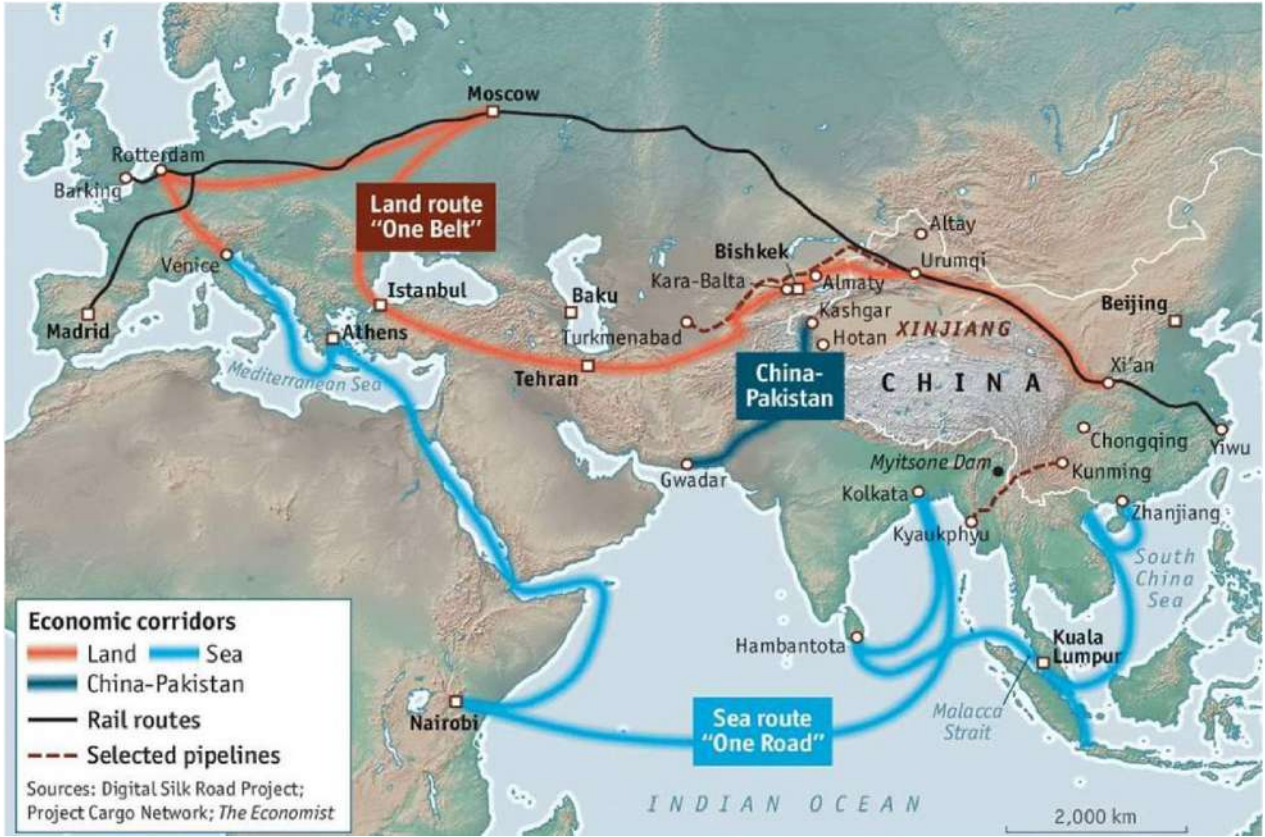 Moscow
Rotterdam
Barking
Land route
"One Belt"
Altay
Bishkek
Urumqi
Venice
Kara-Balta
Almaty
Istanbul
Baku
Kashgar
Beijing
Madrid
Athens
Turkmenabad
XINJIANG
Hotan
Mediterranean Sea
Tehran
China-
Pakistan
CHINA
Xi'an
Chongqing
Yiwu
Gwadar
Myitsone Dam
Kunming
Kolkata
Zhanjiang
Kyaukphyu
South
China
Sea
Economic corridors
Land
Sea
China-Pakistan
Rail routes
Selected pipelines
Sources: Digital Silk Road Project;
Project Cargo Network; The Economist
Hambantota
Kuala
Lumpur
Nairobi
Sea route
"One Road"
Malacca
Strait
INDIAN OCEAN
2,000 km